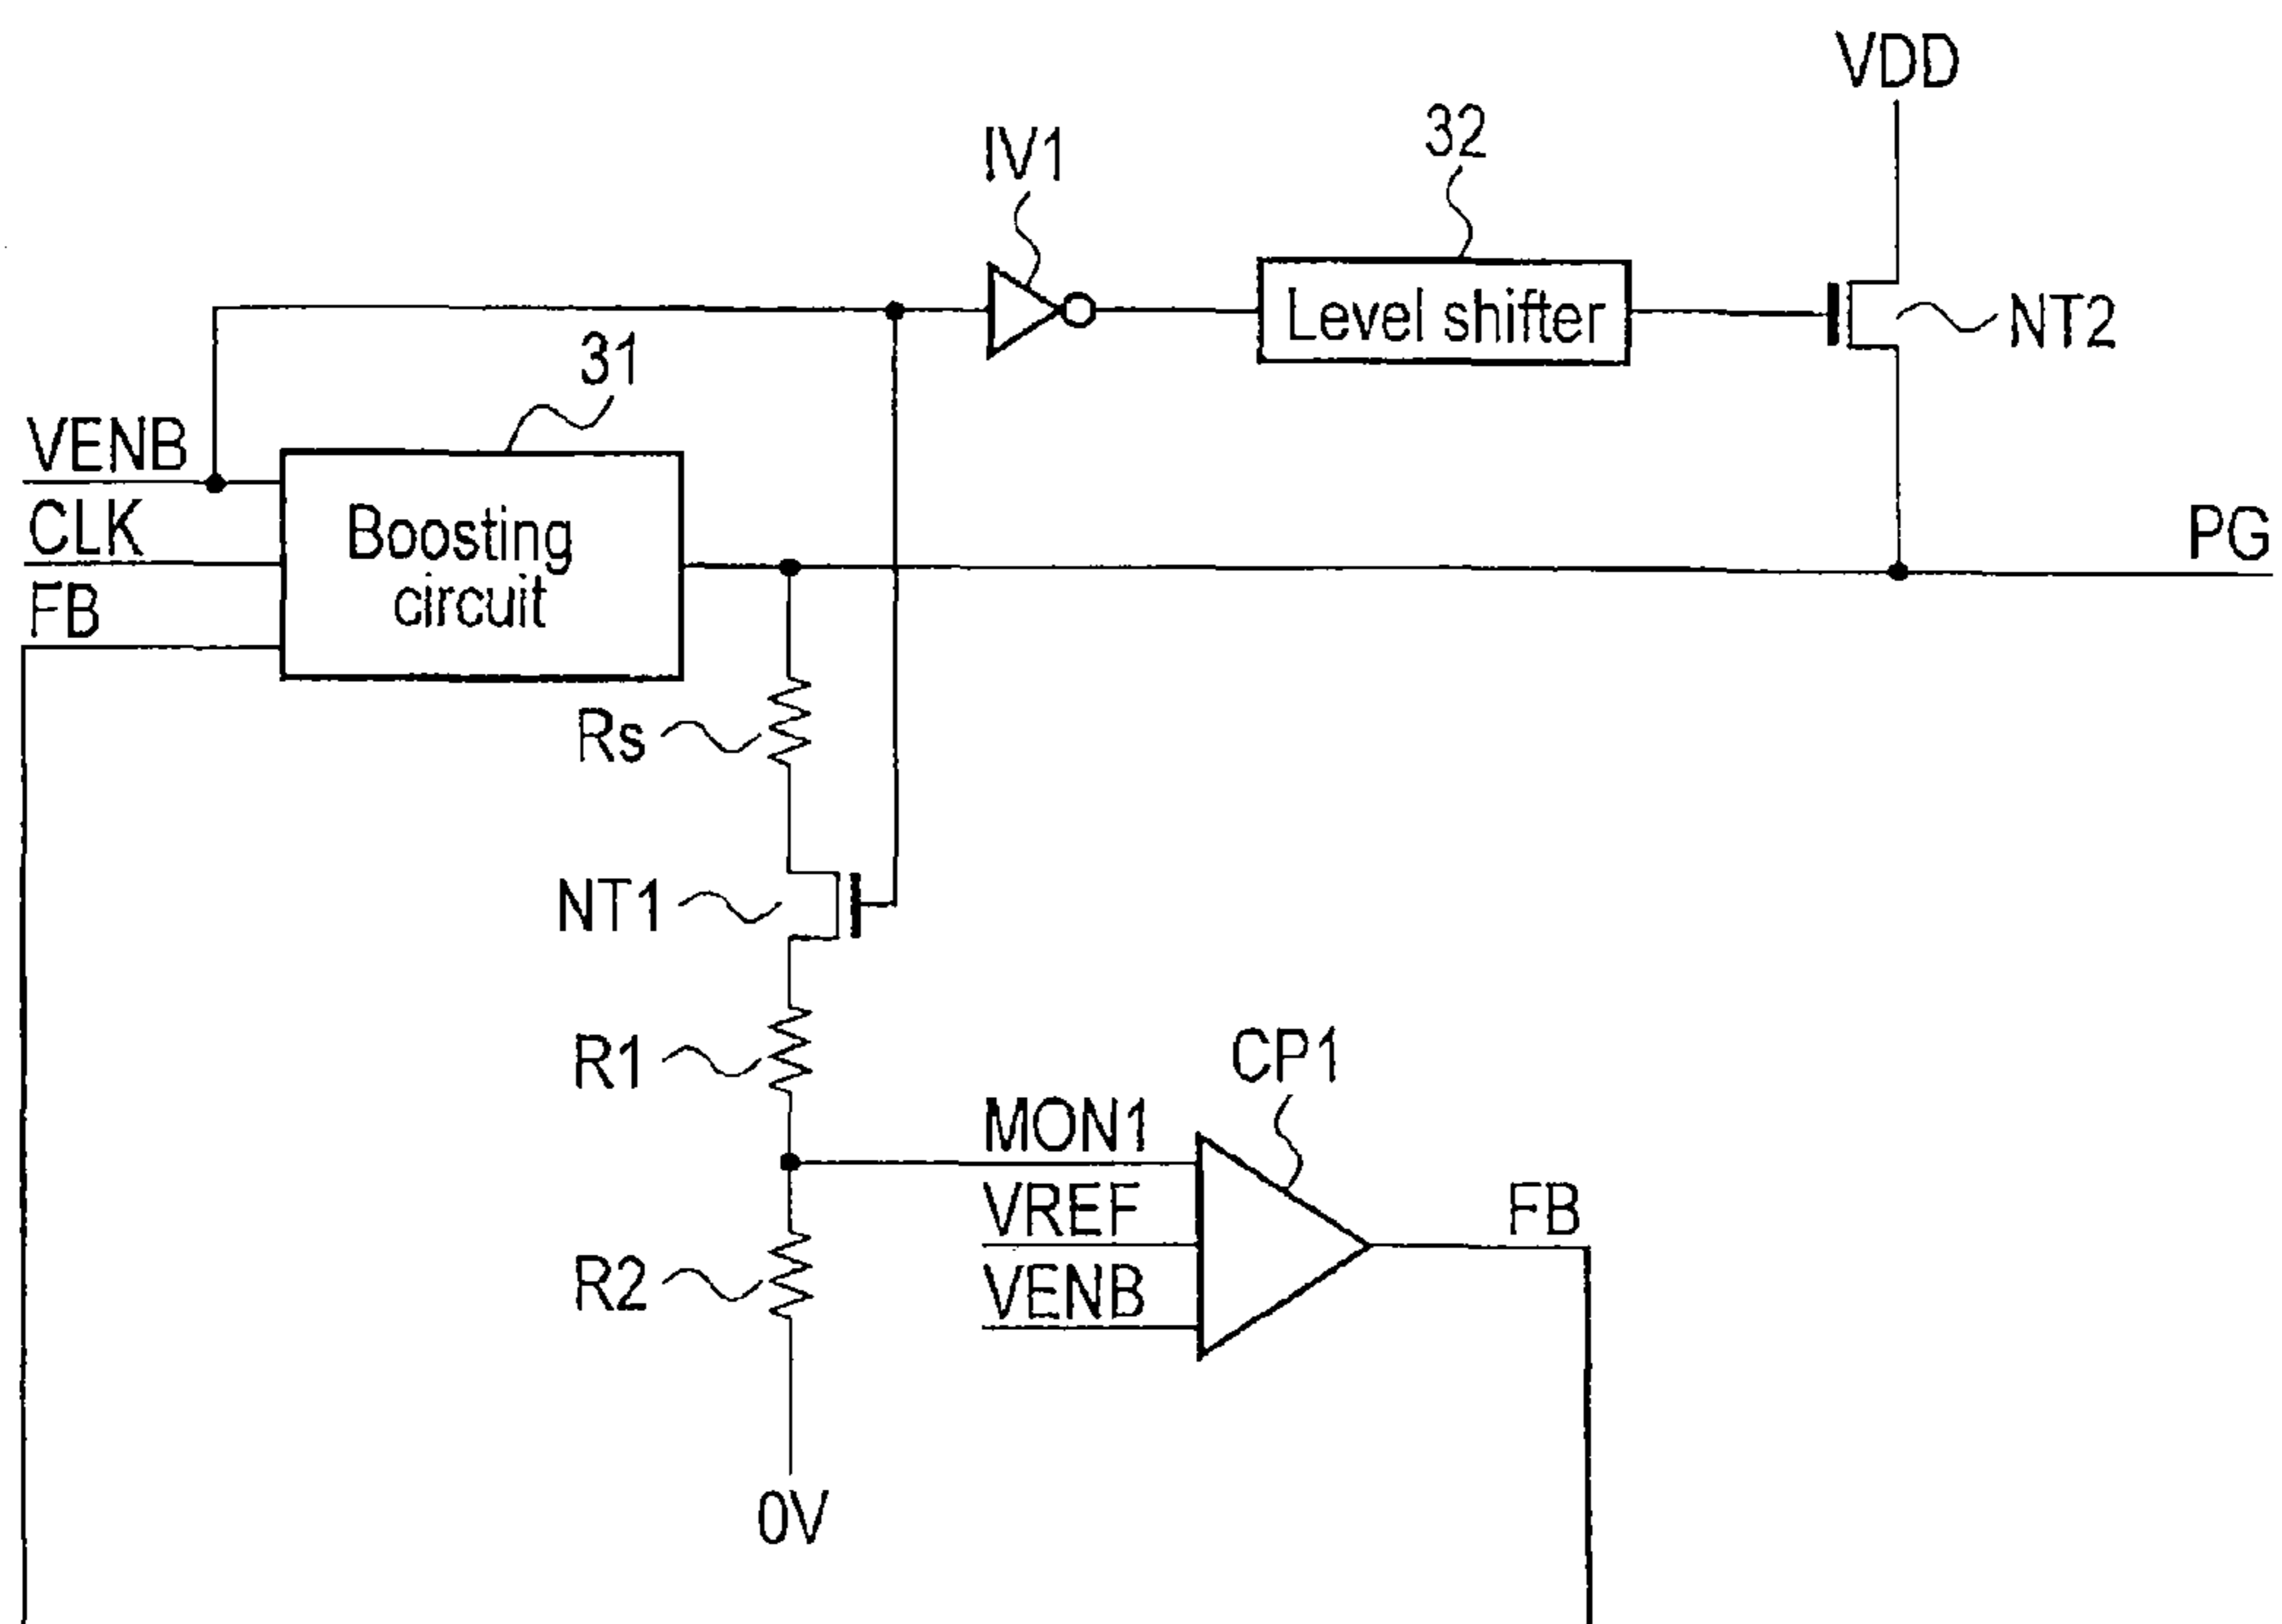 VDD
32
IV1
Level shifter
NT2
31
VENB
CLK
FB
Boosting
circuit
PG
Rs
NT1
R1
CP1
MON1
VREF
VENB
FB
R2
0V